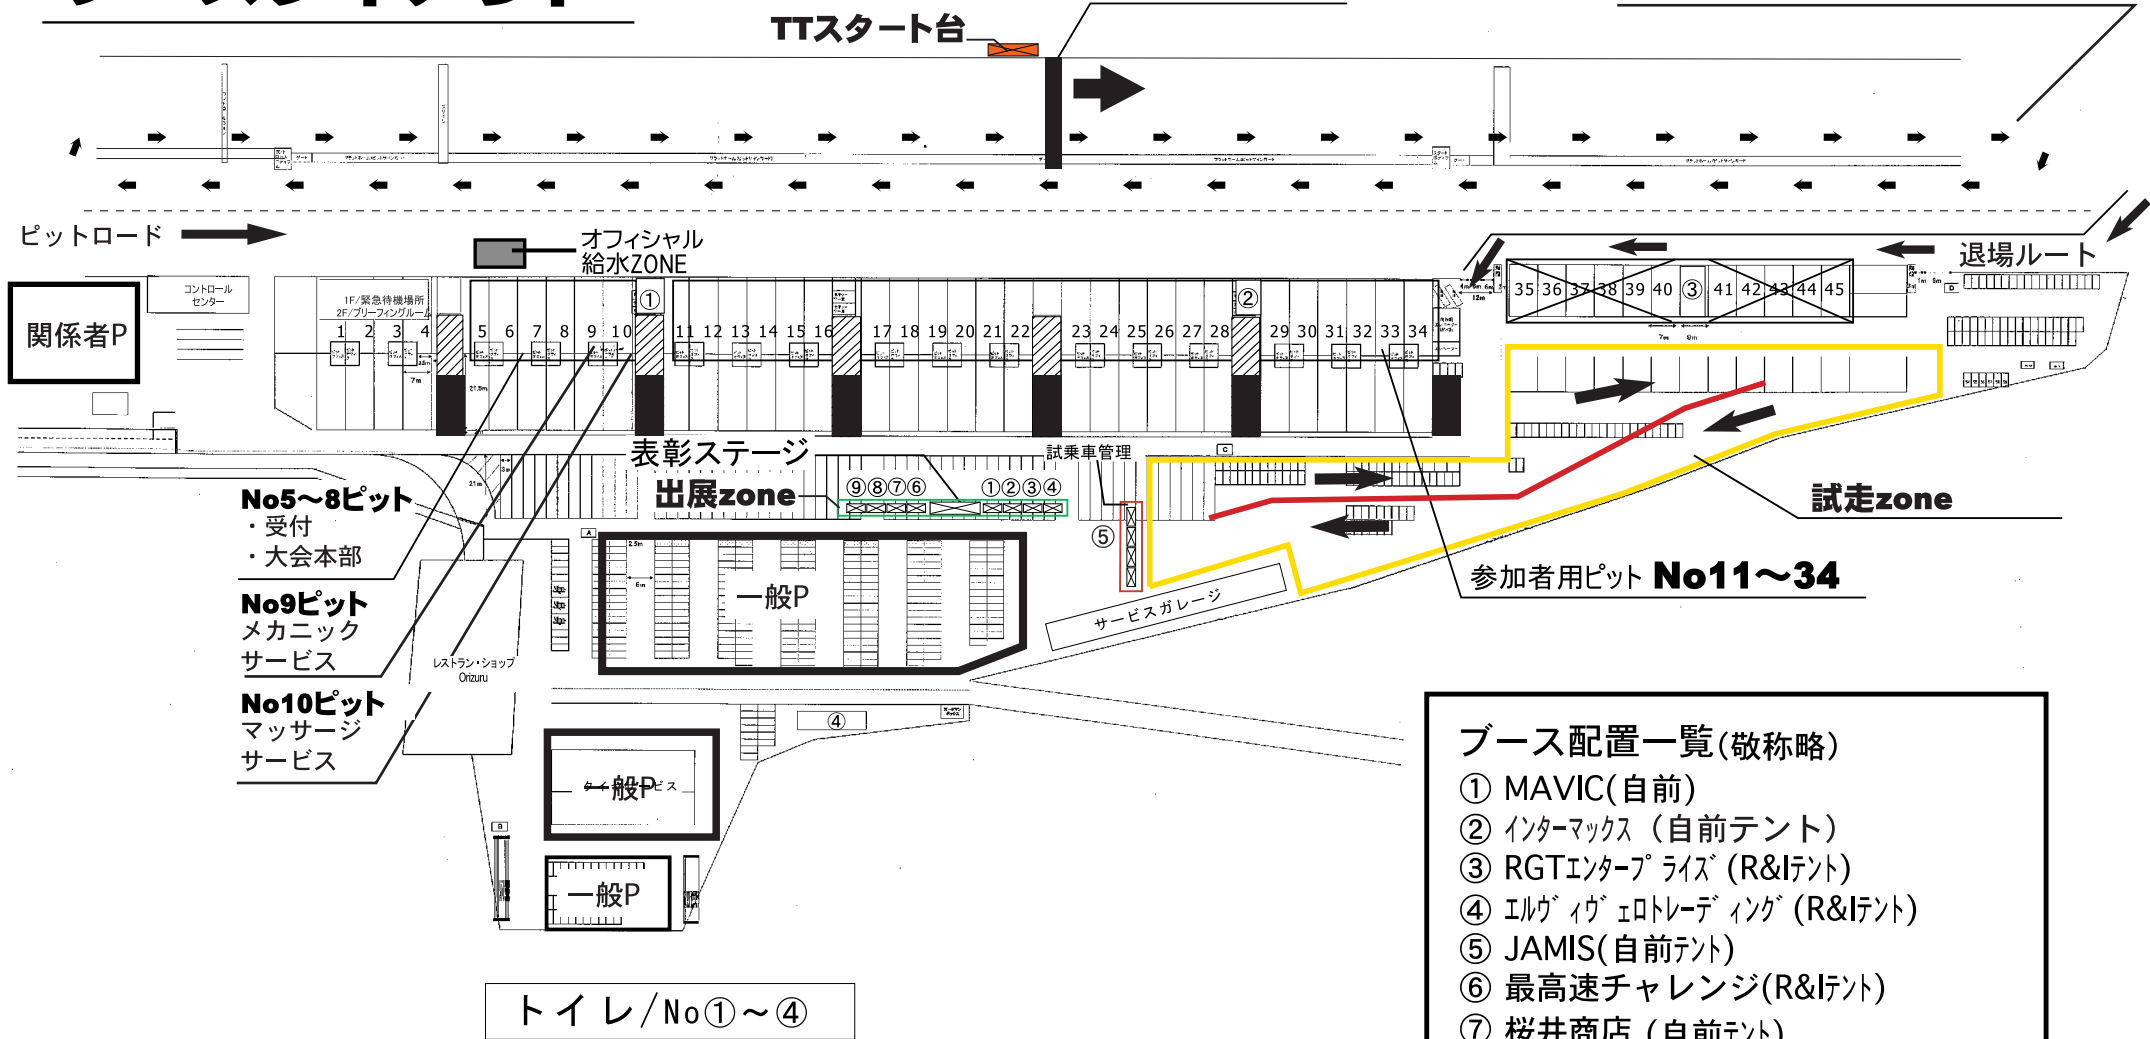 TTスタート台
ピットロード
オフィシャル
給水ZONE
退場ルート
コントロール
センター
関係者P
1F/緊急待機場所
2F/ブリーフィングルーム
① ② ③
1 2 3 4 5 6 7 8 9 10 11 12 13 14 15 16 17 18 19 20 21 22 23 24 25 26 27 28 29 30 31 32 33 34
35 36 37 38 39 40 41 42 43 44 45
12m
7m
7m
8m
21.5m
表彰ステージ
試乗車管理
C
出展zone
⑨⑧⑦⑥ ①②③④
⑤
試走zone
3m
21m
No5～8ピット
・受付
・大会本部
A
2.5m
6m
一般P
サービスガレージ
参加者用ピット No11～34
No9ピット
メカニック
サービス
レストラン・ショップ
Orizuru
No10ピット
マッサージ
サービス
④
一般P
B
一般P
トイレ/No①～④
ブース配置一覧(敬称略)
① MAVIC(自前)
② インターマックス (自前テント)
③ RGTエンタープライズ(R&Iテント)
④ エルヴィヴェロトレーディング(R&Iテント)
⑤ JAMIS(自前テント)
⑥ 最高速チャレンジ(R&Iテント)
⑦ 桜井商店 (自前テント)